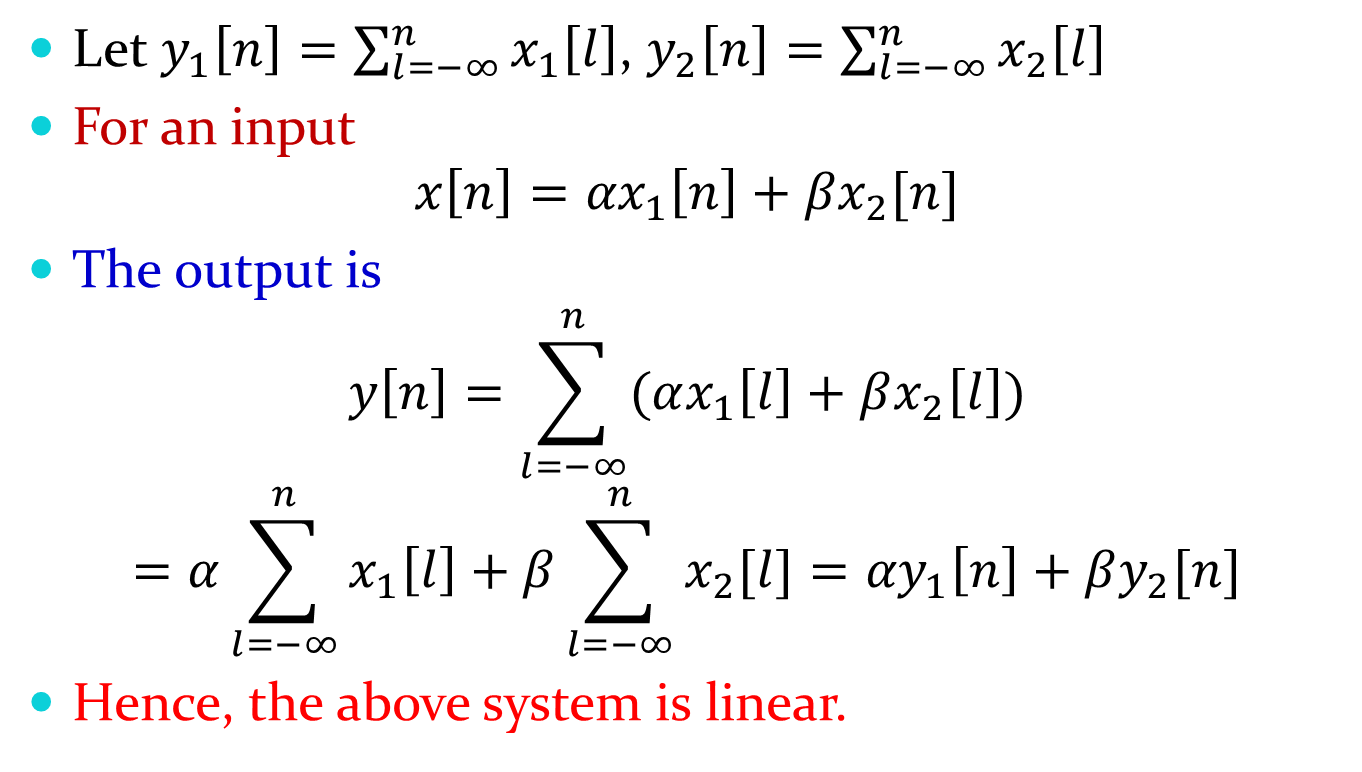 • Let 𝑦₁[𝑛] = ∑ₗ₌₋∞ⁿ 𝑥₁[𝑙], 𝑦₂[𝑛] = ∑ₗ₌₋∞ⁿ 𝑥₂[𝑙]
• For an input
𝑥[𝑛] = 𝛼𝑥₁[𝑛] + 𝛽𝑥₂[𝑛]
• The output is
𝑦[𝑛] = ∑ₗ₌₋∞ⁿ (𝛼𝑥₁[𝑙] + 𝛽𝑥₂[𝑙])
= 𝛼 ∑ₗ₌₋∞ⁿ 𝑥₁[𝑙] + 𝛽 ∑ₗ₌₋∞ⁿ 𝑥₂[𝑙] = 𝛼𝑦₁[𝑛] + 𝛽𝑦₂[𝑛]
• Hence, the above system is linear.